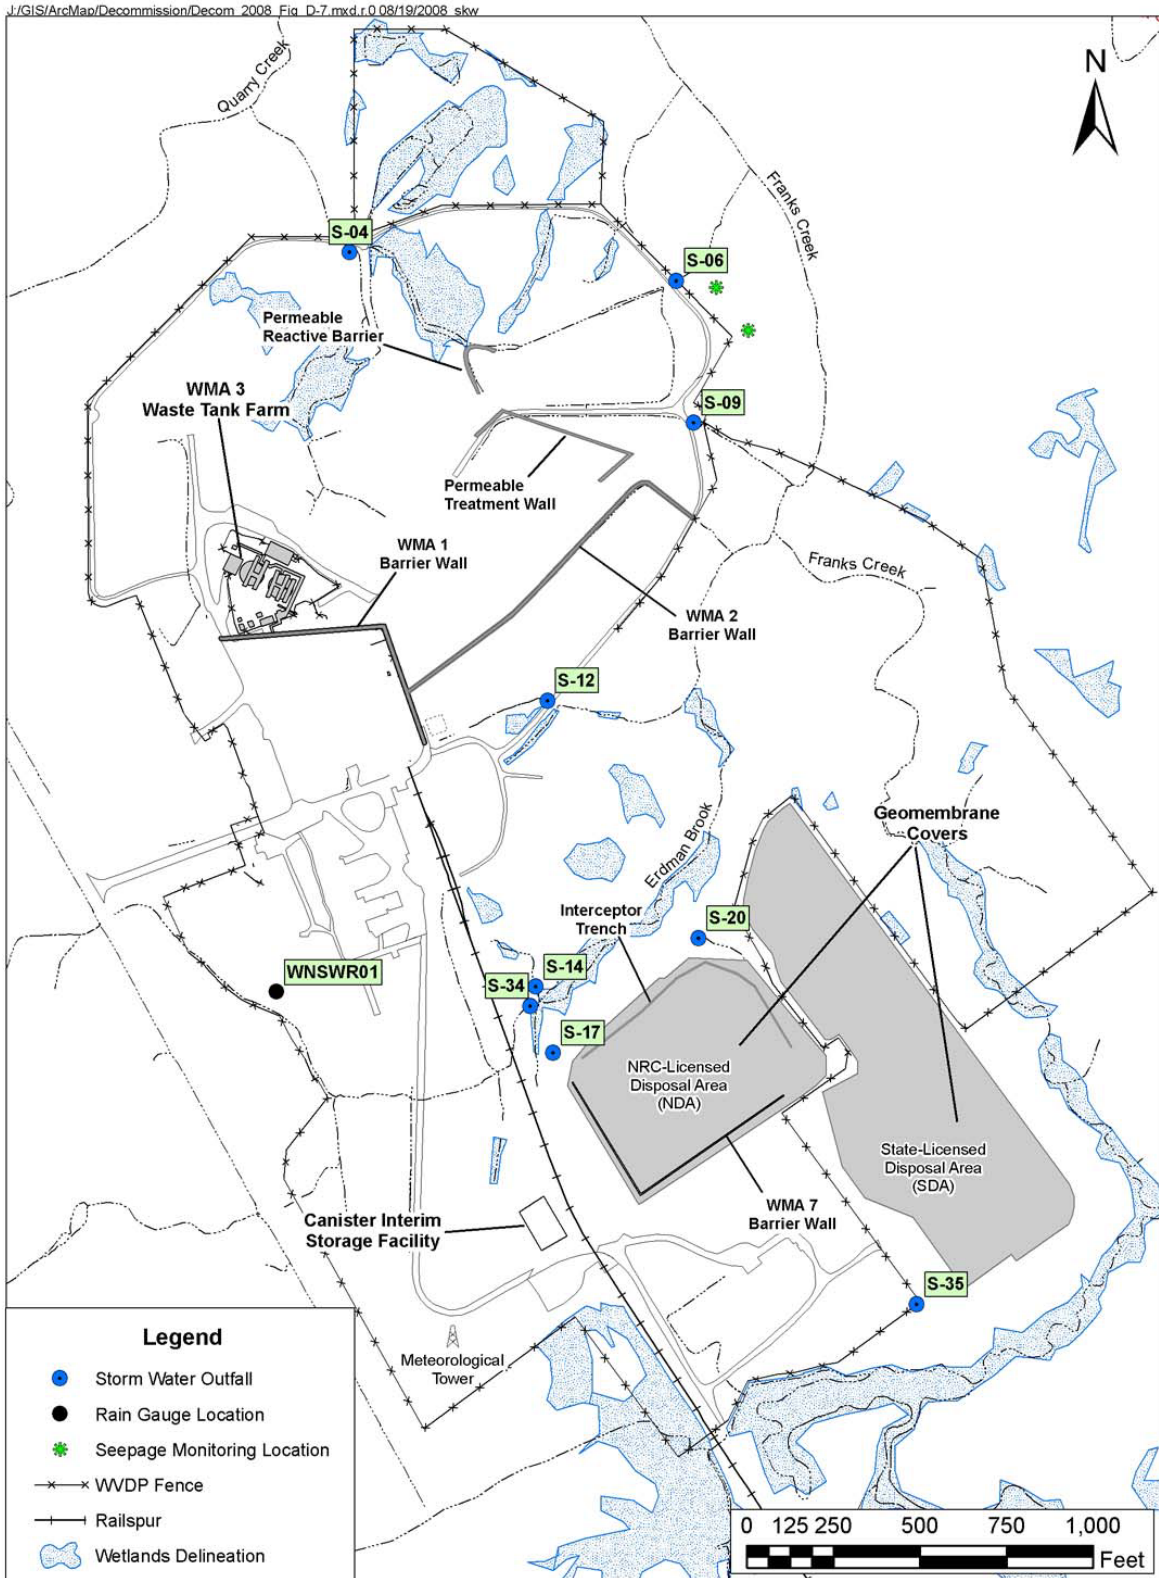 J:/GIS/ArcMap/Decommission/Decom_2008_Fig_D-7.mxd.r.0 08/19/2008_skw
N
Quarry Creek
Franks Creek
S-04
S-06
Permeable
Reactive Barrier
WMA 3
Waste Tank Farm
S-09
Permeable
Treatment Wall
WMA 1
Barrier Wall
Franks Creek
WMA 2
Barrier Wall
S-12
Geomembrane
Covers
Erdman Brook
Interceptor
Trench
S-20
WNSWR01
S-14
S-34
S-17
NRC-Licensed
Disposal Area
(NDA)
State-Licensed
Disposal Area
(SDA)
WMA 7
Barrier Wall
Canister Interim
Storage Facility
S-35
Meteorological
Tower
Legend
Storm Water Outfall
Rain Gauge Location
Seepage Monitoring Location
WVDP Fence
Railspur
Wetlands Delineation
0 125 250 500 750 1,000
Feet